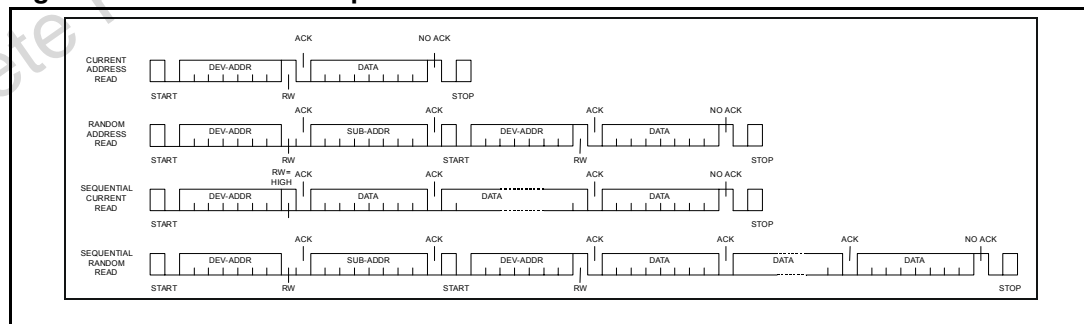 ACK NO ACK
CURRENT
ADDRESS
READ
DEV-ADDR DATA
START RW STOP
ACK ACK ACK NO ACK
RANDOM
ADDRESS
READ
DEV-ADDR SUB-ADDR DEV-ADDR DATA
START RW START RW STOP
RW=
HIGH
ACK ACK ACK NO ACK
SEQUENTIAL
CURRENT
READ
DEV-ADDR DATA DATA DATA
START STOP
ACK ACK ACK ACK ACK NO ACK
SEQUENTIAL
RANDOM
READ
DEV-ADDR SUB-ADDR DEV-ADDR DATA DATA DATA
START RW START RW STOP